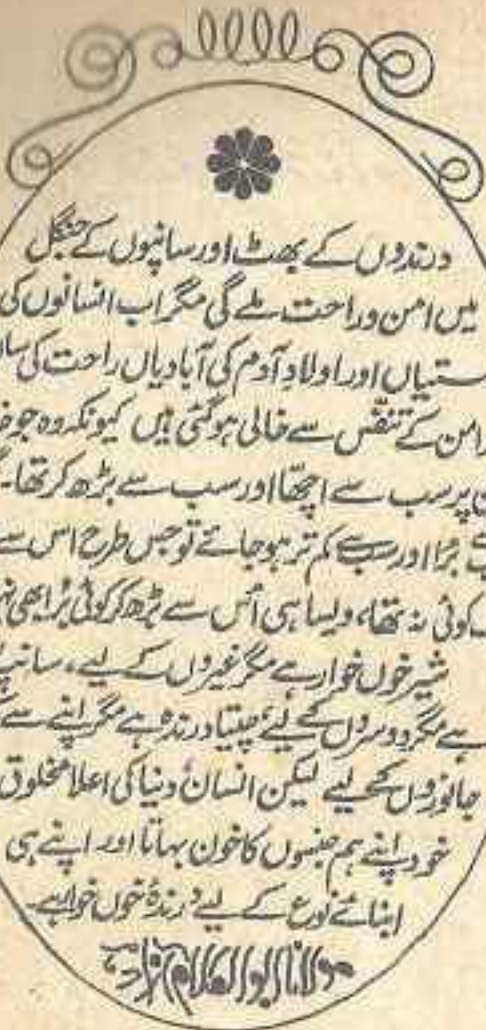 درندوں کے بھٹ اور سانپوں کے جنگل
میں امن و راحت ملے گی مگر اب انسانوں کی
بستیاں اور اولادِ آدم کی آبادیاں راحت کی سا
امن کے تنفّس سے خالی ہوگئی ہیں کیونکہ وہ جو
پر سب سے اچھّا اور سب سے بڑھ کر تھا۔
بُرا اور سب سے کم تر ہو جائے تو جس طرح اس سے
کوئی نہ تھا، ویسا ہی اُس سے بڑھ کر کوئی بُرا بھی
شیر خوں خوار ہے مگر غیروں کے لیے، سانپ
ہے مگر دوسروں کے لیے، چیتا درندہ ہے مگر اپنے سے
جانوروں کے لیے لیکن انسان، دنیا کی اعلا مخلوق
خود اپنے ہم جنسوں کا خون بہاتا اور اپنے ہی
ابنائے نوع کے لیے درندۂ خوں خوار ہے۔
مولانا ابوالکلام آزاد